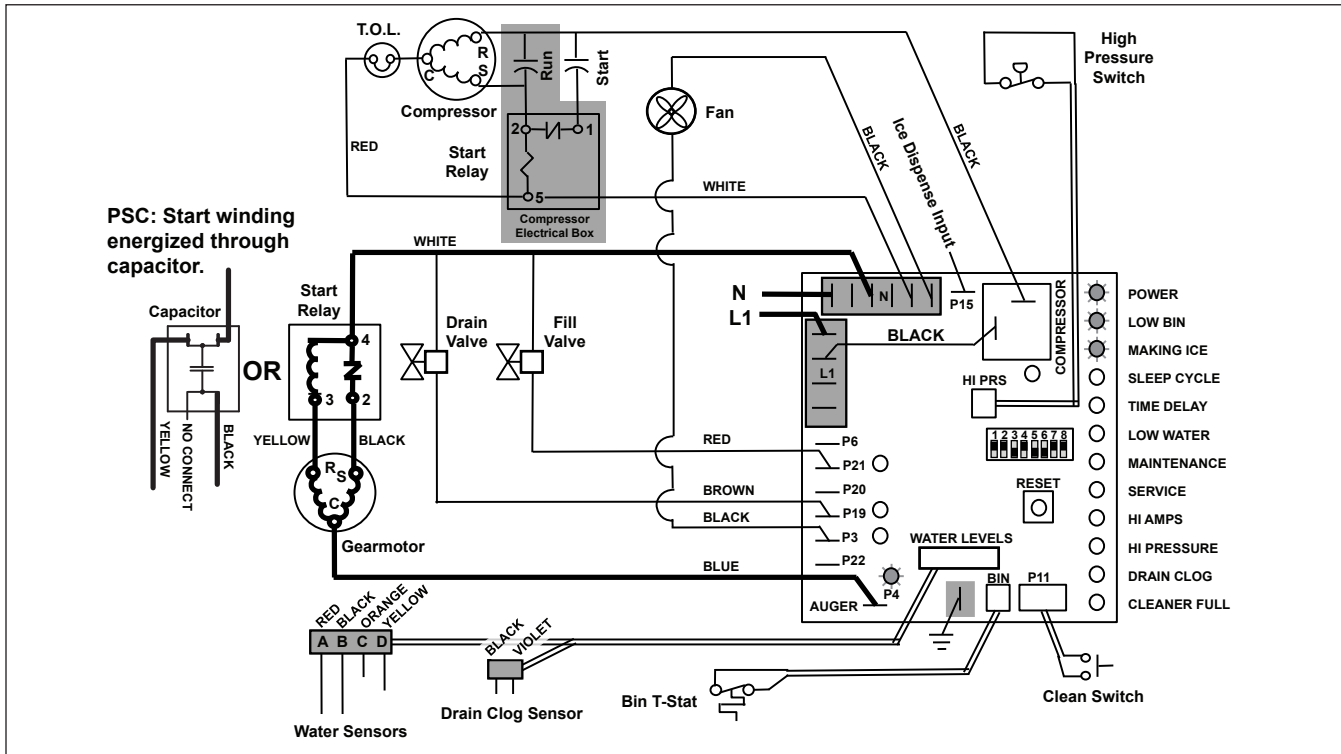 T.O.L.
R
S
C
Run
Start
Compressor
High
Pressure
Switch
Fan
2
1
RED
Start
Relay
5
WHITE
Compressor
Electrical Box
BLACK
Ice Dispense Input
BLACK
PSC: Start winding
energized through
capacitor.
WHITE
Capacitor
OR
Start
Relay
4
3
2
Drain
Valve
Fill
Valve
N
N
L1
L1
P15
BLACK
COMPRESSOR
HI PRS
POWER
LOW BIN
MAKING ICE
SLEEP CYCLE
TIME DELAY
LOW WATER
MAINTENANCE
SERVICE
HI AMPS
HI PRESSURE
DRAIN CLOG
CLEANER FULL
YELLOW
NO CONNECT
BLACK
YELLOW
BLACK
R
S
C
Gearmotor
RED
P6
P21
P20
BROWN
P19
BLACK
P3
P22
BLUE
P4
AUGER
1 2 3 4 5 6 7 8
RESET
WATER LEVELS
BIN
P11
RED
BLACK
ORANGE
YELLOW
A B C D
BLACK
VIOLET
Water Sensors
Drain Clog Sensor
Bin T-Stat
Clean Switch